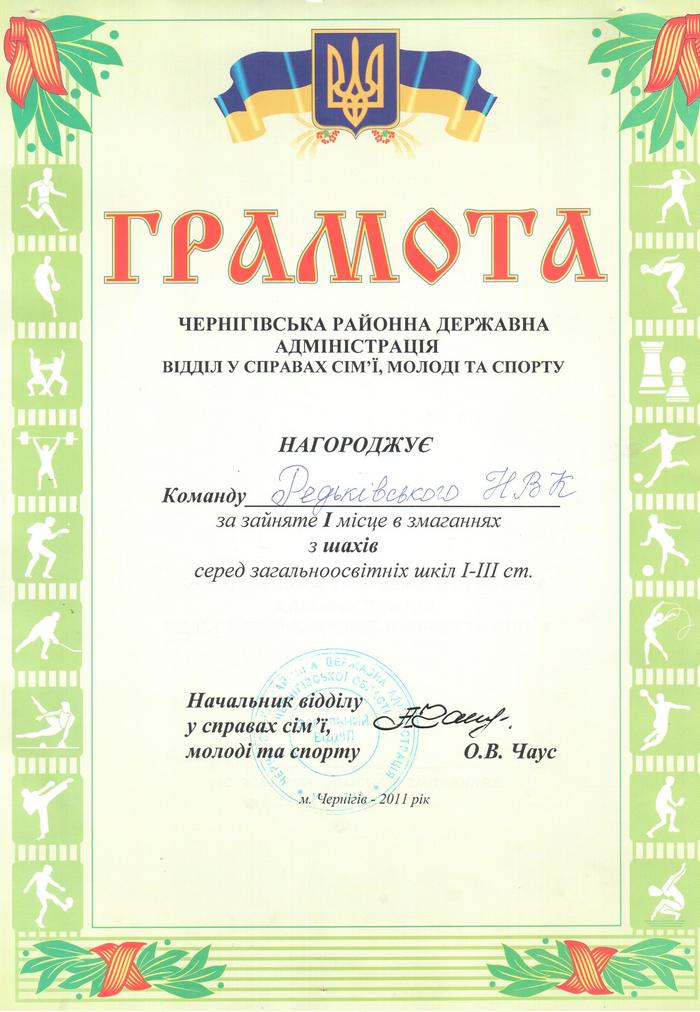 ГРАМОТА
ЧЕРНІГІВСЬКА РАЙОННА ДЕРЖАВНА
АДМІНІСТРАЦІЯ
ВІДДІЛ У СПРАВАХ СІМ'Ї, МОЛОДІ ТА СПОРТУ
НАГОРОДЖУЄ
Команду Редьківського НВК
за зайняте І місце в змаганнях
з шахів
серед загальноосвітніх шкіл І-ІІІ ст.
Начальник відділу
у справах сім'ї,
молоді та спорту О.В. Чаус
м. Чернігів - 2011 рік